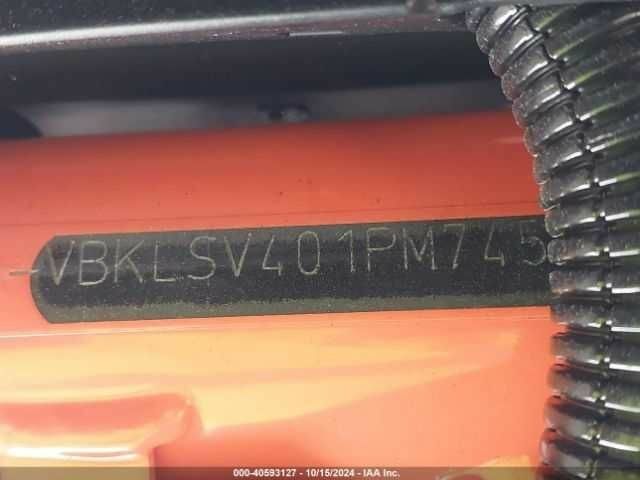 VBKLSV401PM745
000-40593127 - 10/15/2024 - IAA Inc.